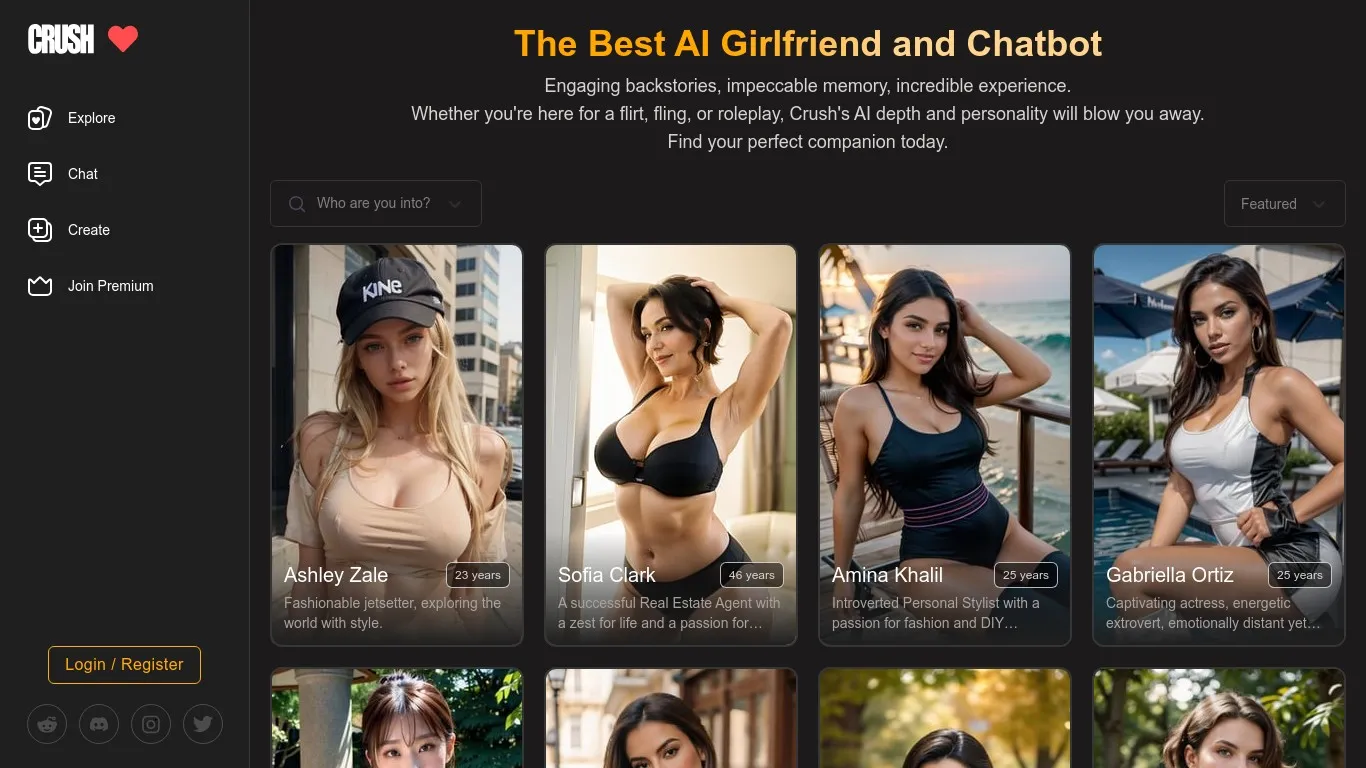 CRUSH
Explore
Chat
Create
Join Premium
Login / Register
The Best AI Girlfriend and Chatbot
Engaging backstories, impeccable memory, incredible experience.
Whether you're here for a flirt, fling, or roleplay, Crush's AI depth and personality will blow you away.
Find your perfect companion today.
Who are you into?
Featured
KINE
Ashley Zale
23 years
Fashionable jetsetter, exploring the
world with style.
Sofia Clark
46 years
A successful Real Estate Agent with
a zest for life and a passion for…
Amina Khalil
25 years
Introverted Personal Stylist with a
passion for fashion and DIY…
Gabriella Ortiz
25 years
Captivating actress, energetic
extrovert, emotionally distant yet…